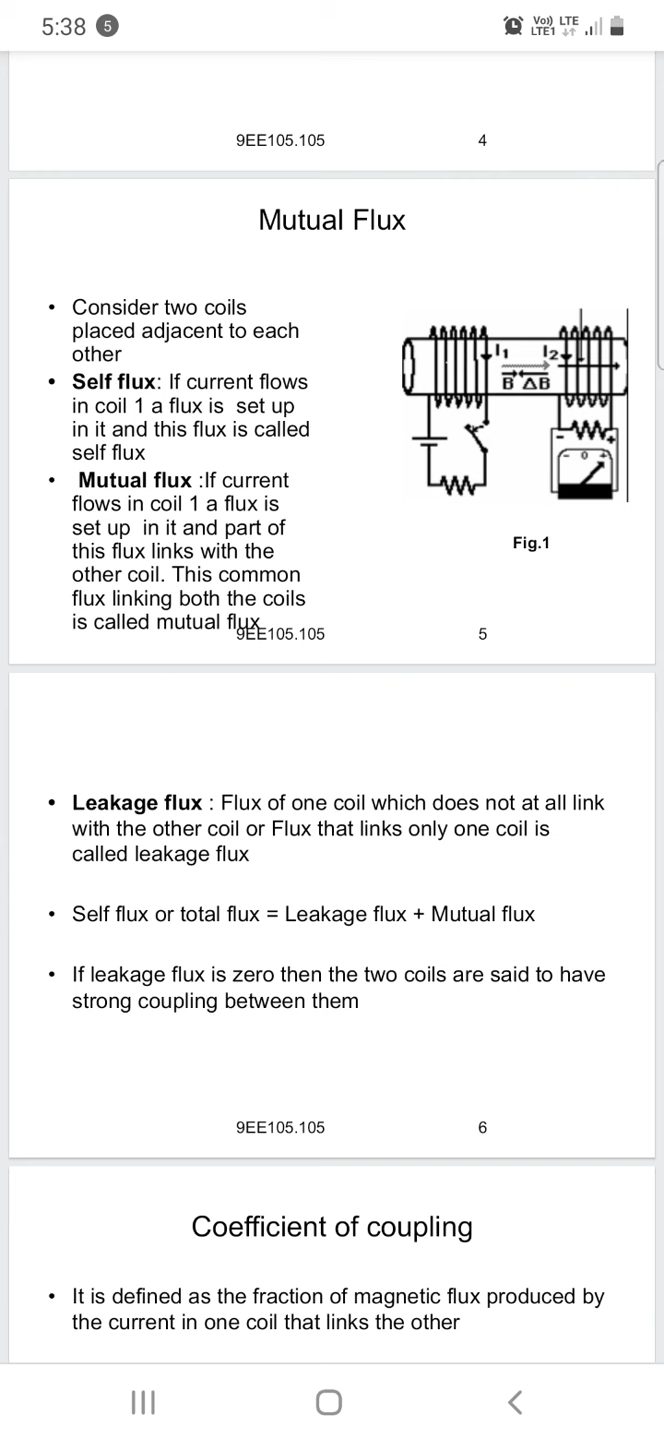 5:38 5 Vo)) LTE
LTE1
9EE105.105 4
Mutual Flux
• Consider two coils
placed adjacent to each
other
• Self flux: If current flows
in coil 1 a flux is set up
in it and this flux is called
self flux
• Mutual flux :If current
flows in coil 1 a flux is
set up in it and part of
this flux links with the
other coil. This common
flux linking both the coils
is called mutual flux
I1 I2
B ΔB
- +
- 0 +
Fig.1
9EE105.105 5
• Leakage flux : Flux of one coil which does not at all link
with the other coil or Flux that links only one coil is
called leakage flux
• Self flux or total flux = Leakage flux + Mutual flux
• If leakage flux is zero then the two coils are said to have
strong coupling between them
9EE105.105 6
Coefficient of coupling
• It is defined as the fraction of magnetic flux produced by
the current in one coil that links the other